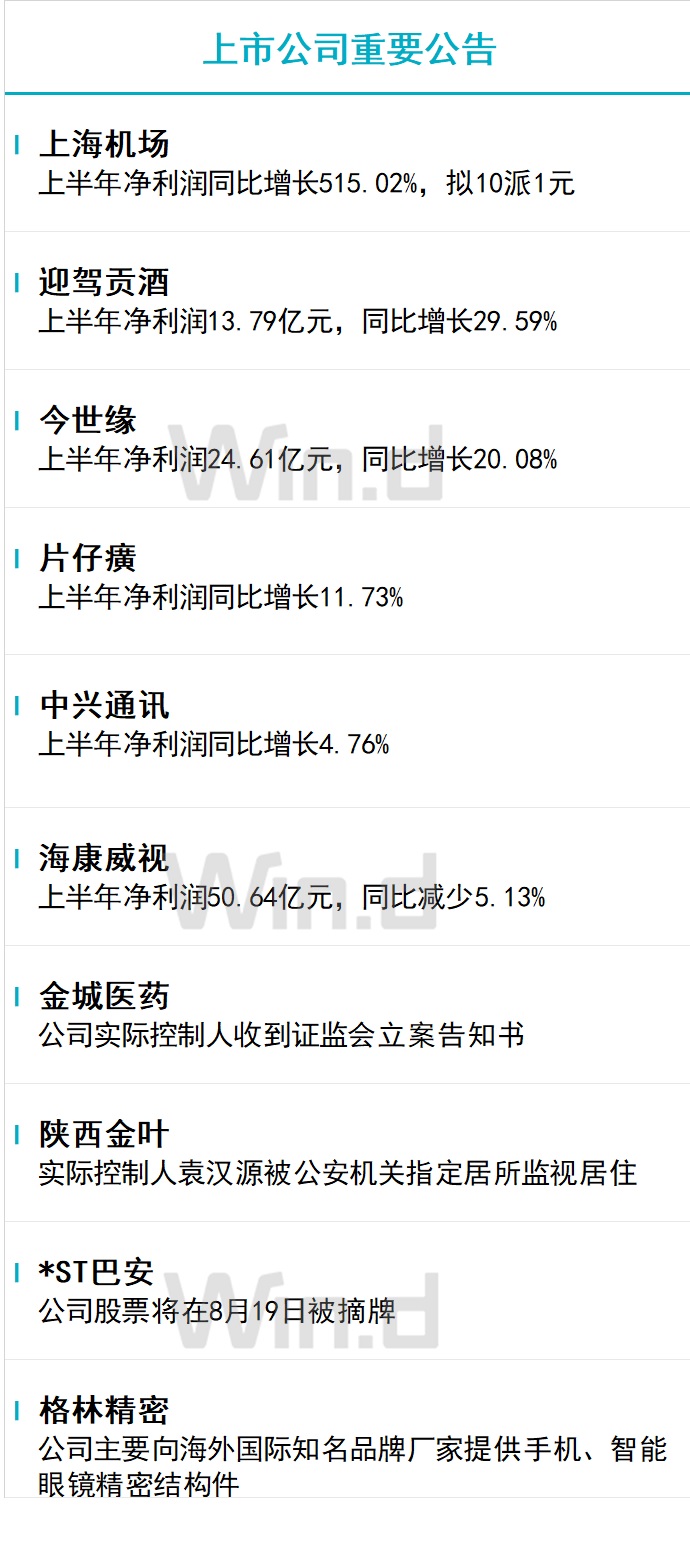 上市公司重要公告
上海机场
上半年净利润同比增长515.02%，拟10派1元
迎驾贡酒
上半年净利润13.79亿元，同比增长29.59%
今世缘
上半年净利润24.61亿元，同比增长20.08%
Win.d
片仔癀
上半年净利润同比增长11.73%
中兴通讯
上半年净利润同比增长4.76%
海康威视
上半年净利润50.64亿元，同比减少5.13%
Win.d
金城医药
公司实际控制人收到证监会立案告知书
陕西金叶
实际控制人袁汉源被公安机关指定居所监视居住
*ST巴安
公司股票将在8月19日被摘牌
Win.d
格林精密
公司主要向海外国际知名品牌厂家提供手机、智能
眼镜精密结构件